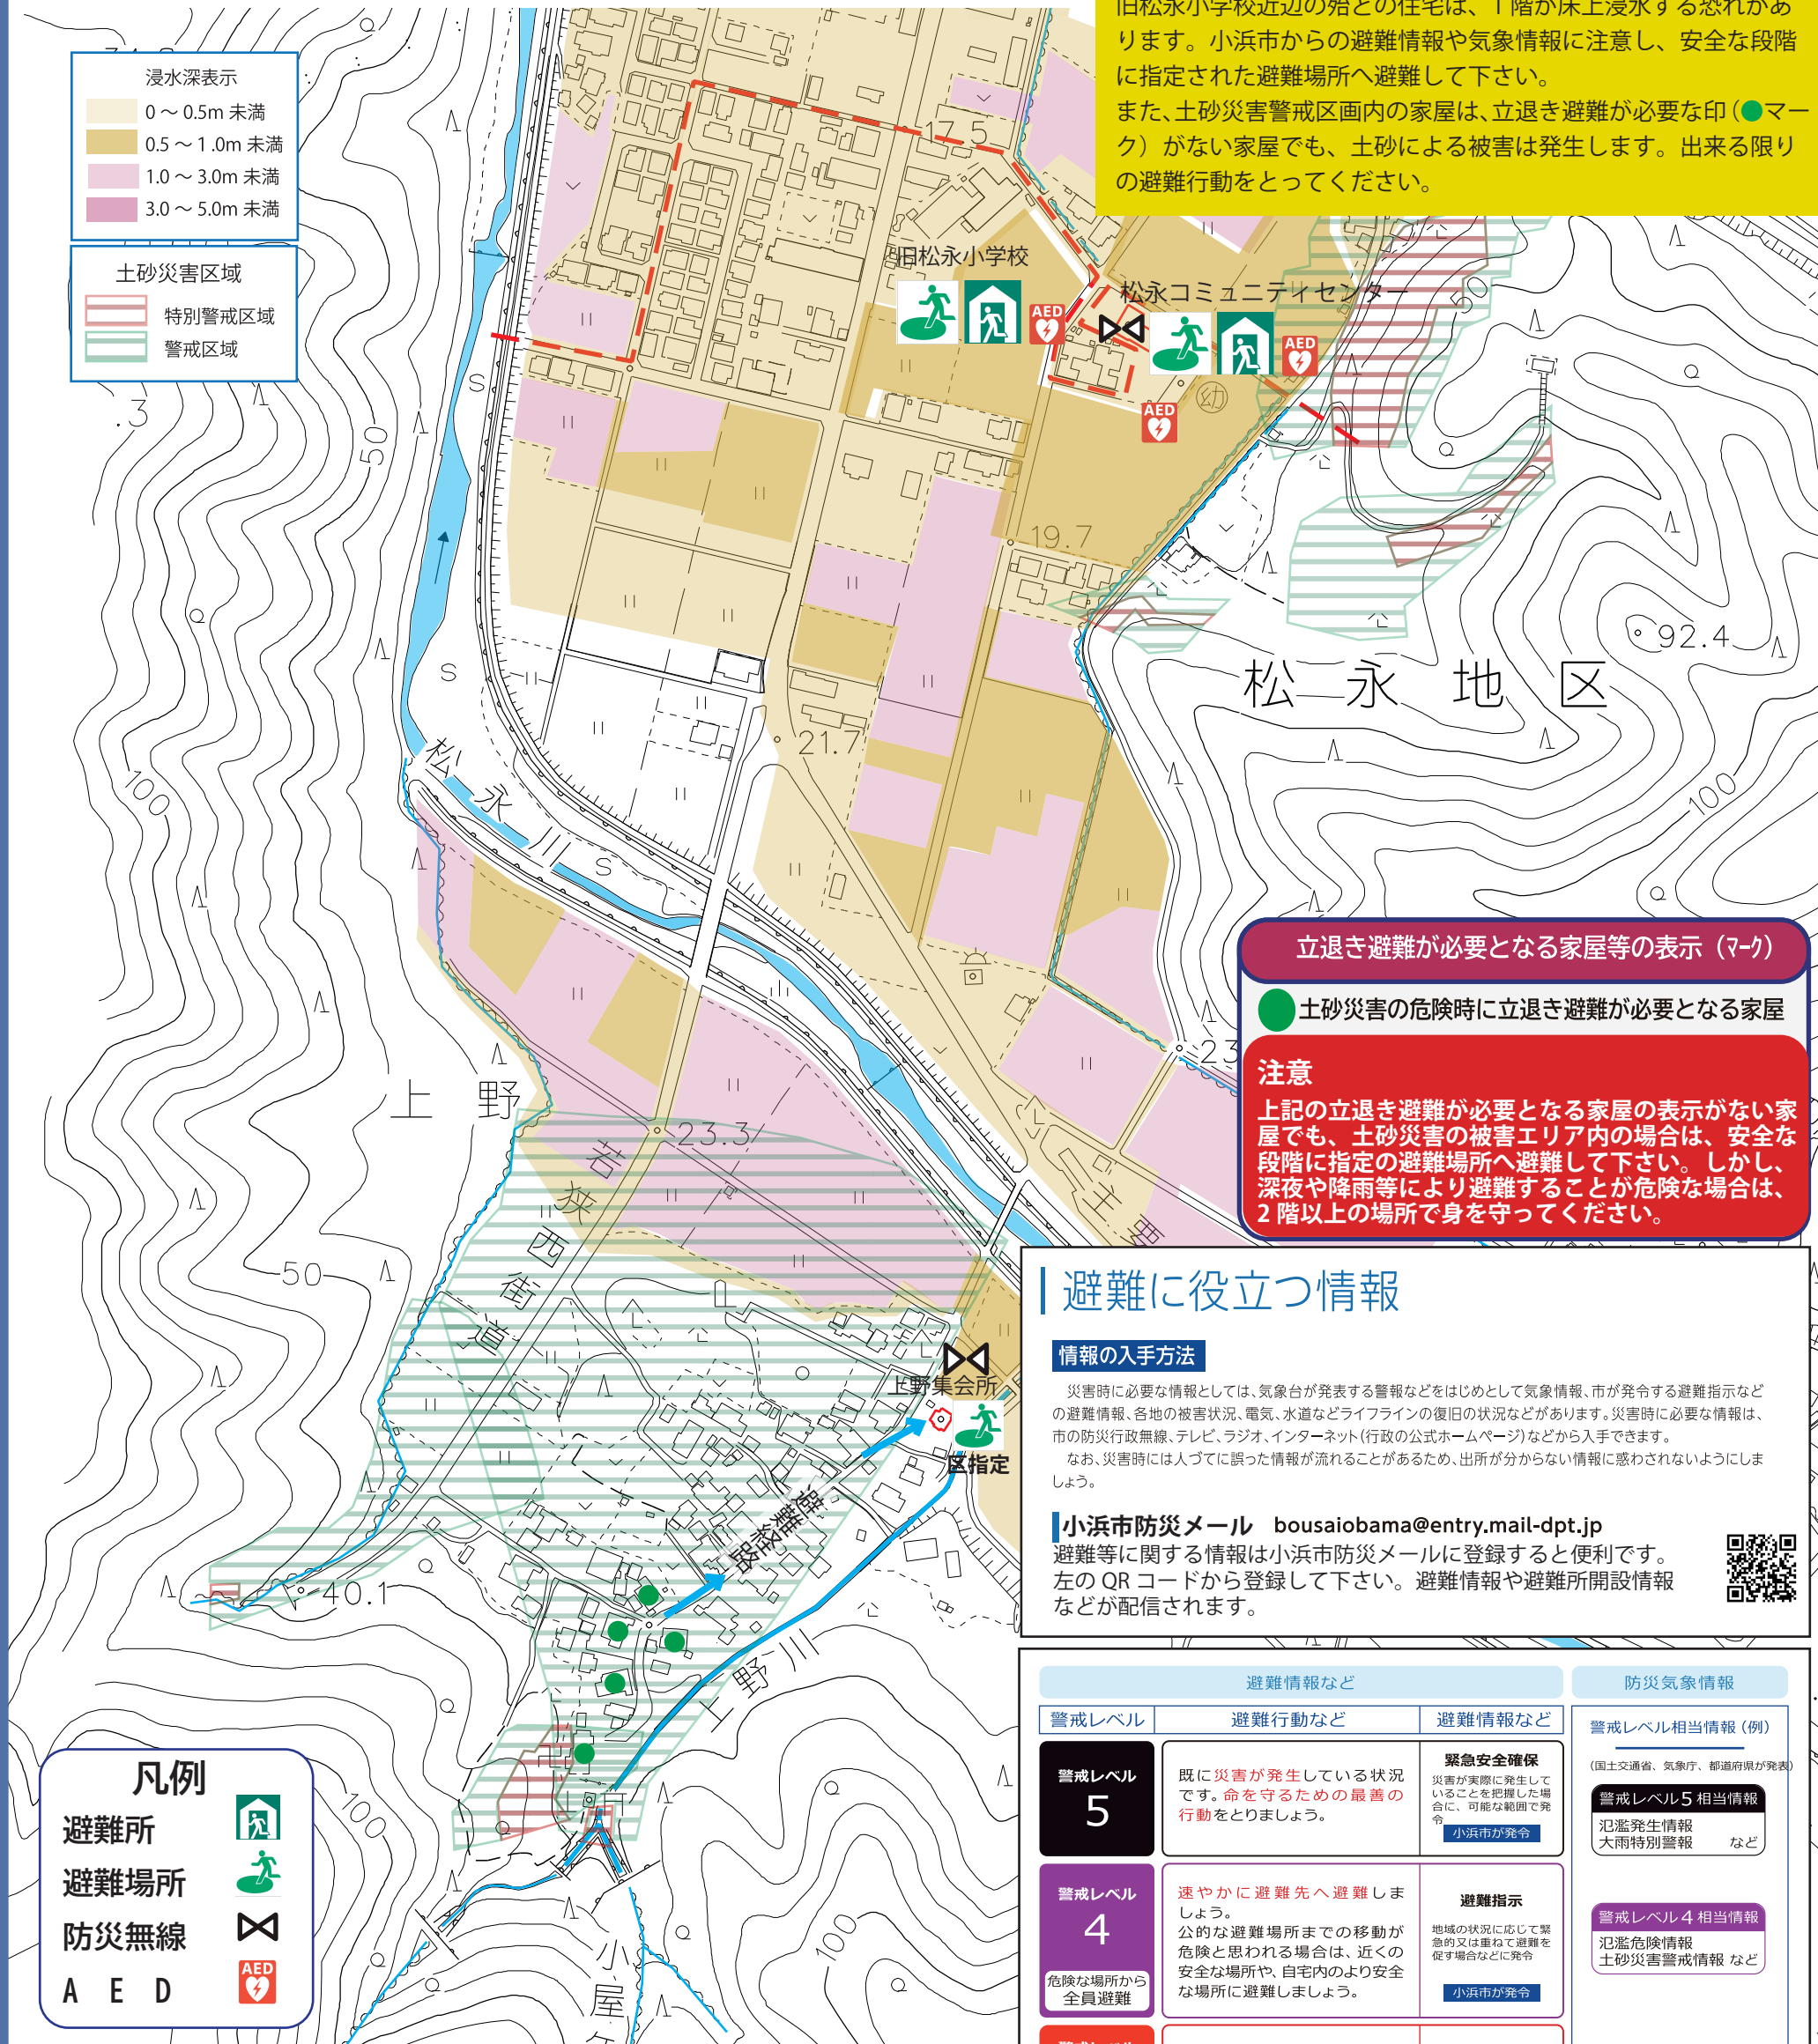 旧松永小学校近辺の殆どの住宅は、1階が床上浸水する恐れがあ
ります。小浜市からの避難情報や気象情報に注意し、安全な段階
に指定された避難場所へ避難して下さい。
また、土砂災害警戒区画内の家屋は、立退き避難が必要な印(●マー
ク)がない家屋でも、土砂による被害は発生します。出来る限り
の避難行動をとってください。
浸水深表示
0～0.5m 未満
0.5～1.0m 未満
1.0～3.0m 未満
3.0～5.0m 未満
土砂災害区域
特別警戒区域
警戒区域
.3
50
17.5
旧松永小学校
AED
松永コミュニティセンター
AED
幼
AED
50
S
19.7
92.4
松永地区
S
21.7
松永川
S
100
100
立退き避難が必要となる家屋等の表示（ﾏｰｸ）
土砂災害の危険時に立退き避難が必要となる家屋
23
注意
上記の立退き避難が必要となる家屋の表示がない家
屋でも、土砂災害の被害エリア内の場合は、安全な
段階に指定の避難場所へ避難して下さい。しかし、
深夜や降雨等により避難することが危険な場合は、
2階以上の場所で身を守ってください。
上野
23.3
若狭西街道
主要
50
上野集会所
区指定
避難経路
40.1
上野川
100
100
小屋
避難に役立つ情報
情報の入手方法
災害時に必要な情報としては、気象台が発表する警報などをはじめとして気象情報、市が発令する避難指示など
の避難情報、各地の被害状況、電気、水道などライフラインの復旧の状況などがあります。災害時に必要な情報は、
市の防災行政無線、テレビ、ラジオ、インターネット(行政の公式ホームページ)などから入手できます。
なお、災害時には人づてに誤った情報が流れることがあるため、出所が分からない情報に惑わされないようにしま
しょう。
小浜市防災メール bousaiobama@entry.mail-dpt.jp
避難等に関する情報は小浜市防災メールに登録すると便利です。
左の QR コードから登録して下さい。避難情報や避難所開設情報
などが配信されます。
避難情報など
防災気象情報
警戒レベル
避難行動など
避難情報など
警戒レベル相当情報（例）
(国土交通省、気象庁、都道府県が発表)
警戒レベル
5
既に災害が発生している状況
です。命を守るための最善の
行動をとりましょう。
緊急安全確保
災害が実際に発生して
いることを把握した場
合に、可能な範囲で発
令
小浜市が発令
警戒レベル5相当情報
氾濫発生情報
大雨特別警報 など
警戒レベル
4
危険な場所から
全員避難
速やかに避難先へ避難しま
しょう。
公的な避難場所までの移動が
危険と思われる場合は、近くの
安全な場所や、自宅内のより安全
な場所に避難しましょう。
避難指示
地域の状況に応じて緊
急的又は重ねて避難を
促す場合などに発令
小浜市が発令
警戒レベル4相当情報
氾濫危険情報
土砂災害警戒情報 など
凡例
避難所
避難場所
防災無線
AED
AED